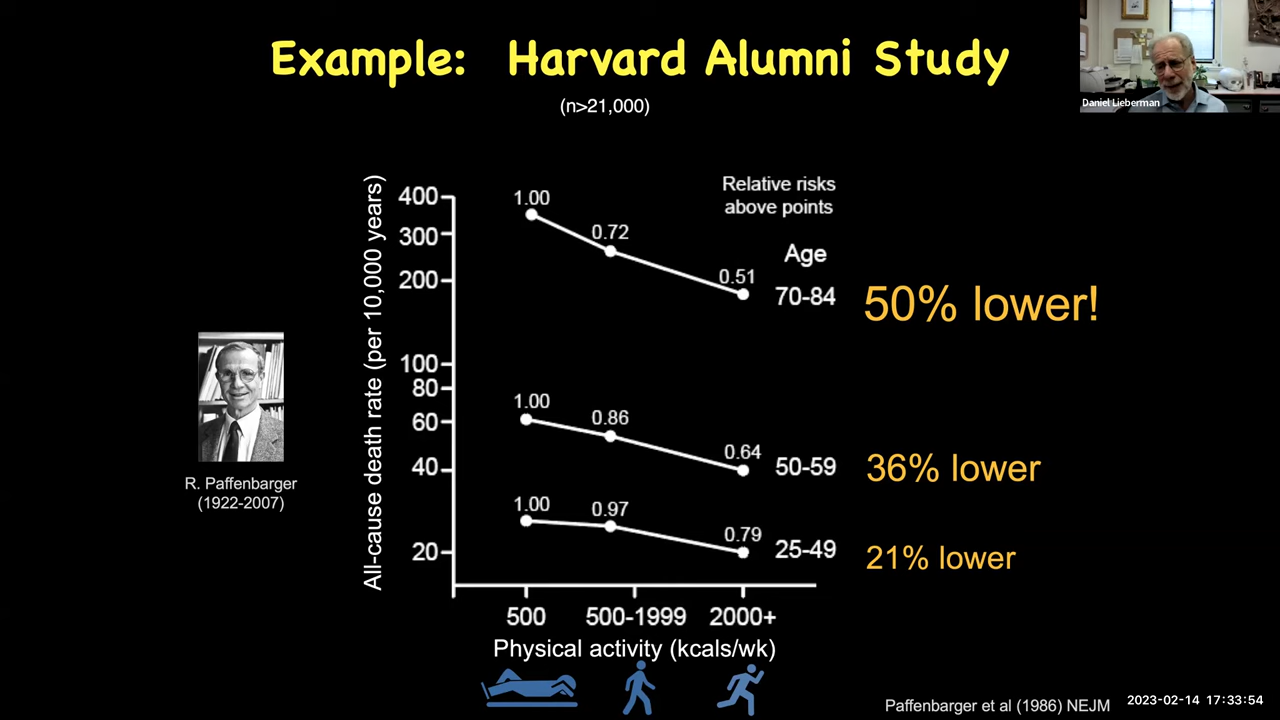 Example: Harvard Alumni Study
(n>21,000)
Daniel Lieberman
Relative risks
above points
Age
All-cause death rate (per 10,000 years)
400
300
200
100
80
60
40
20
1.00
0.72
0.51
70-84
50% lower!
1.00
0.86
0.64
50-59
36% lower
1.00
0.97
0.79
25-49
21% lower
R. Paffenbarger
(1922-2007)
500
500-1999
2000+
Physical activity (kcals/wk)
Paffenbarger et al (1986) NEJM
2023-02-14 17:33:54